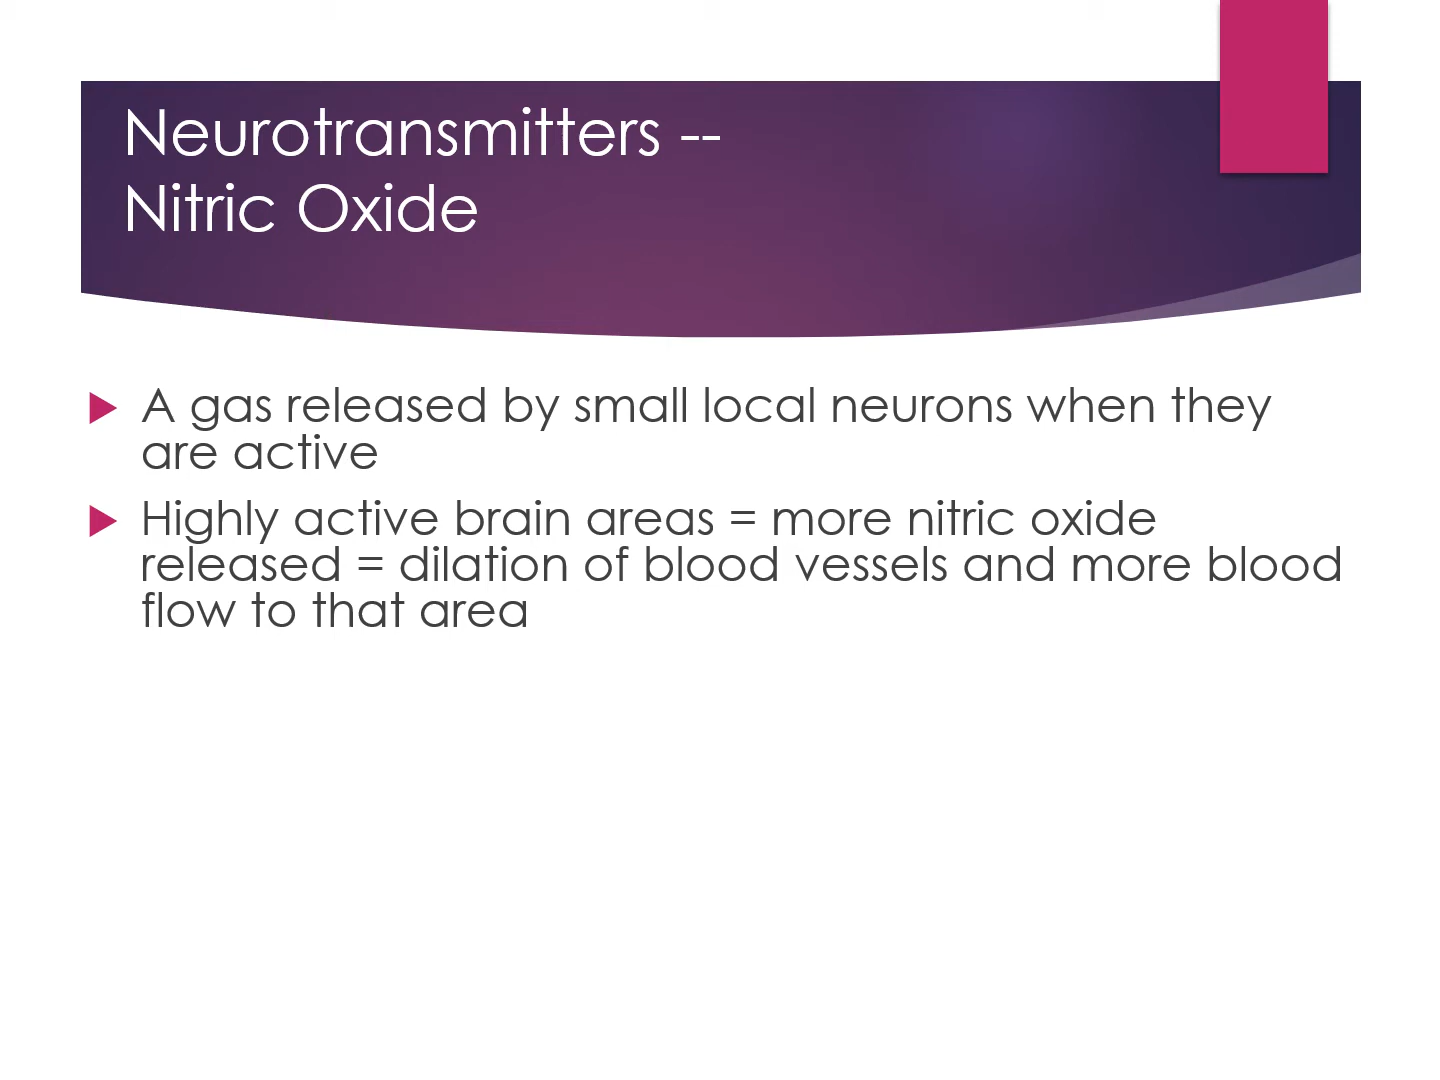 Neurotransmitters --
Nitric Oxide
A gas released by small local neurons when they
are active
Highly active brain areas = more nitric oxide
released = dilation of blood vessels and more blood
flow to that area